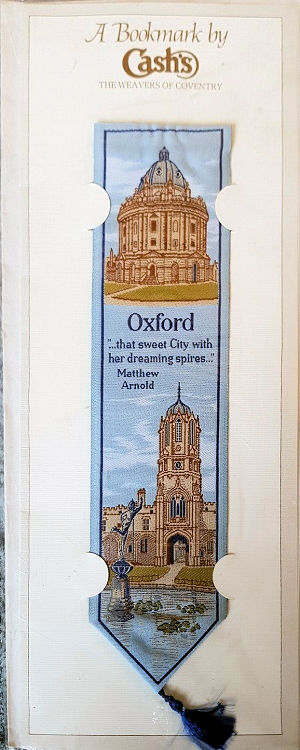 A Bookmark by
Cash's
THE WEAVERS OF COVENTRY
Oxford
"...that sweet City with
her dreaming spires..."
Matthew
Arnold